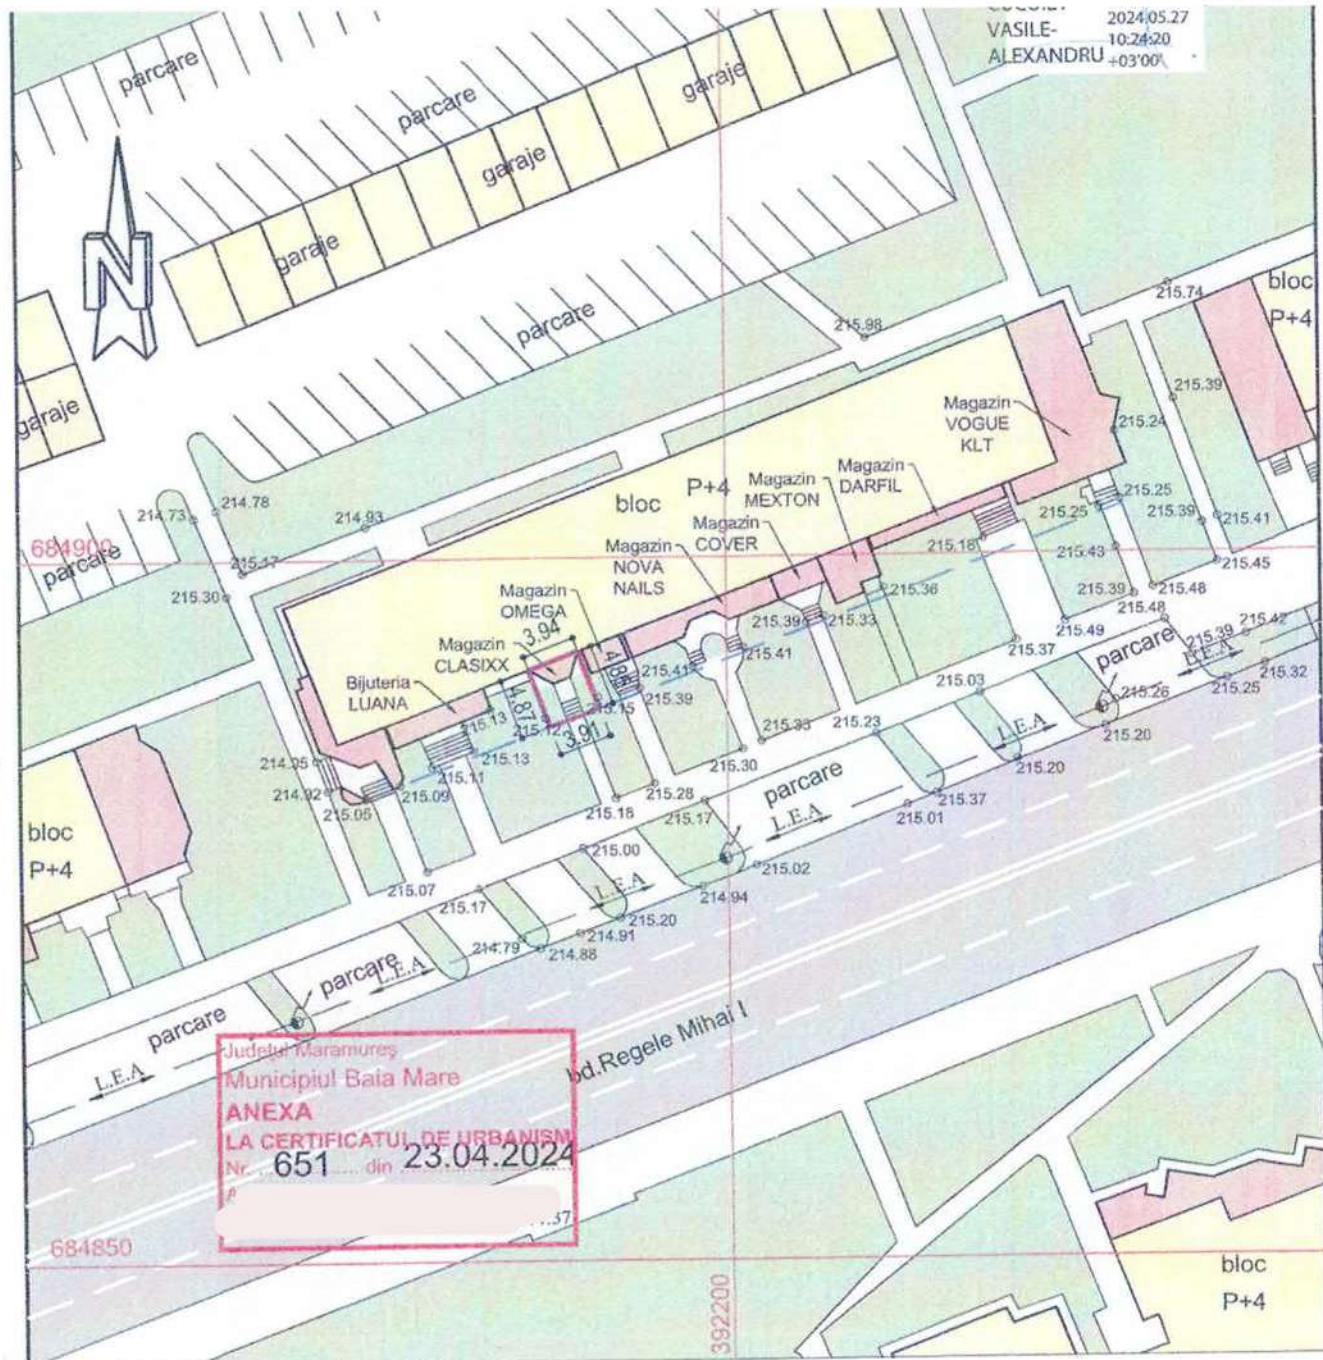 VASILE-
ALEXANDRU
2024.05.27
10:24:20
+03'00'
parcare
parcare
garaje
garaje
garaje
N
parcare
garaje
215.74
bloc
P+4
215.98
215.39
Magazin
VOGUE
KLT
215.24
bloc P+4
Magazin
DARFIL
Magazin
MEXTON
Magazin
COVER
Magazin
NOVA
NAILS
Magazin
OMEGA
Magazin
CLASIXX
Bijuteria
LUANA
214.78
214.73
214.93
215.25
215.25
215.39
215.41
684900
parcare
215.17
215.30
215.18
215.43
215.45
215.36
215.39
215.48
215.48
215.39
215.33
215.49
215.37
parcare
215.39
215.42
L.E.A
215.32
215.25
3.94
4.85
4.87
3.91
215.41
215.41
215.39
215.15
215.12
215.13
215.13
215.11
215.09
215.03
215.26
215.20
215.33
215.23
215.30
L.E.A
215.20
214.05
214.92
215.05
215.28
215.18
215.17
parcare
L.E.A
215.37
215.01
bloc
P+4
215.00
215.02
215.07
215.17
L.E.A
214.94
215.20
214.91
214.79
214.88
parcare
L.E.A
parcare
L.E.A
bd.Regele Mihai I
Județul Maramureș
Municipiul Baia Mare
ANEXA
LA CERTIFICATUL DE URBANISM
Nr. 651 din 23.04.2024
37
684850
392200
bloc
P+4